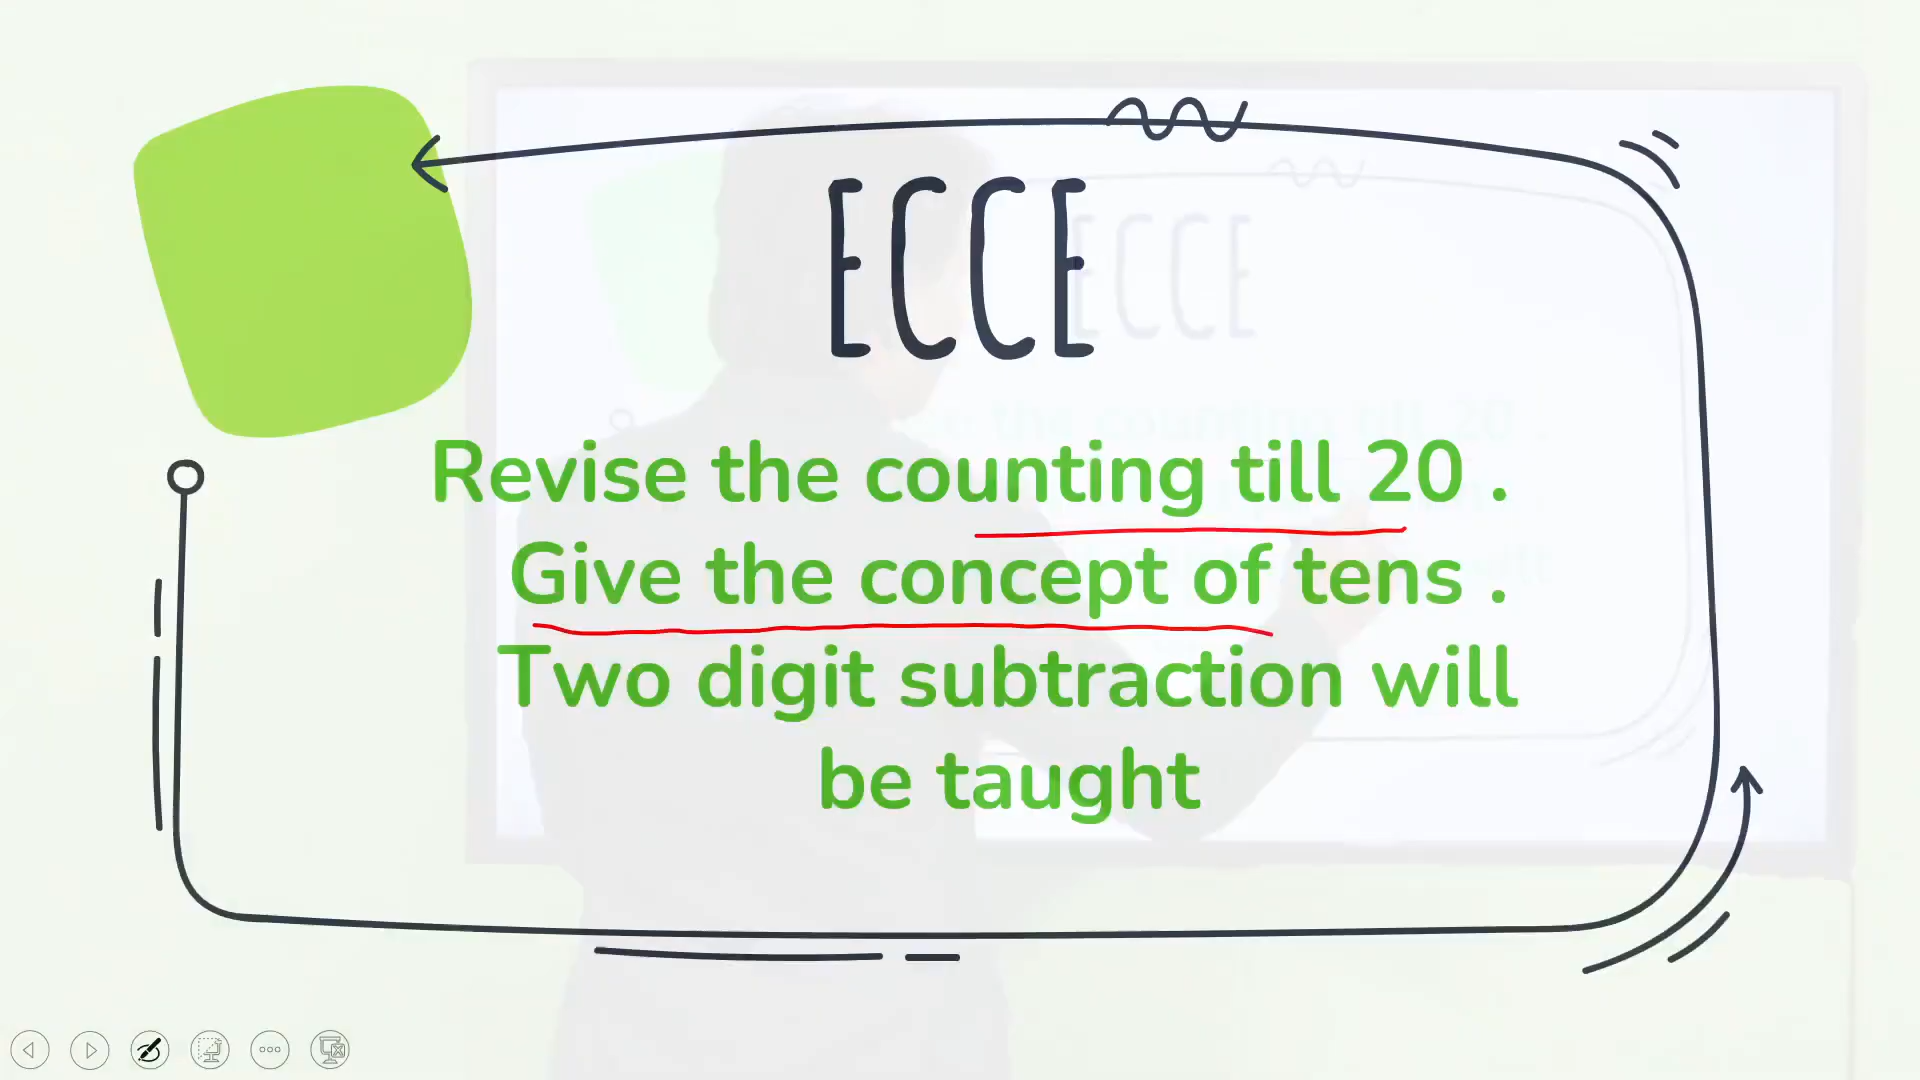 ECCE
Revise the counting till 20 .
Give the concept of tens .
Two digit subtraction will
be taught